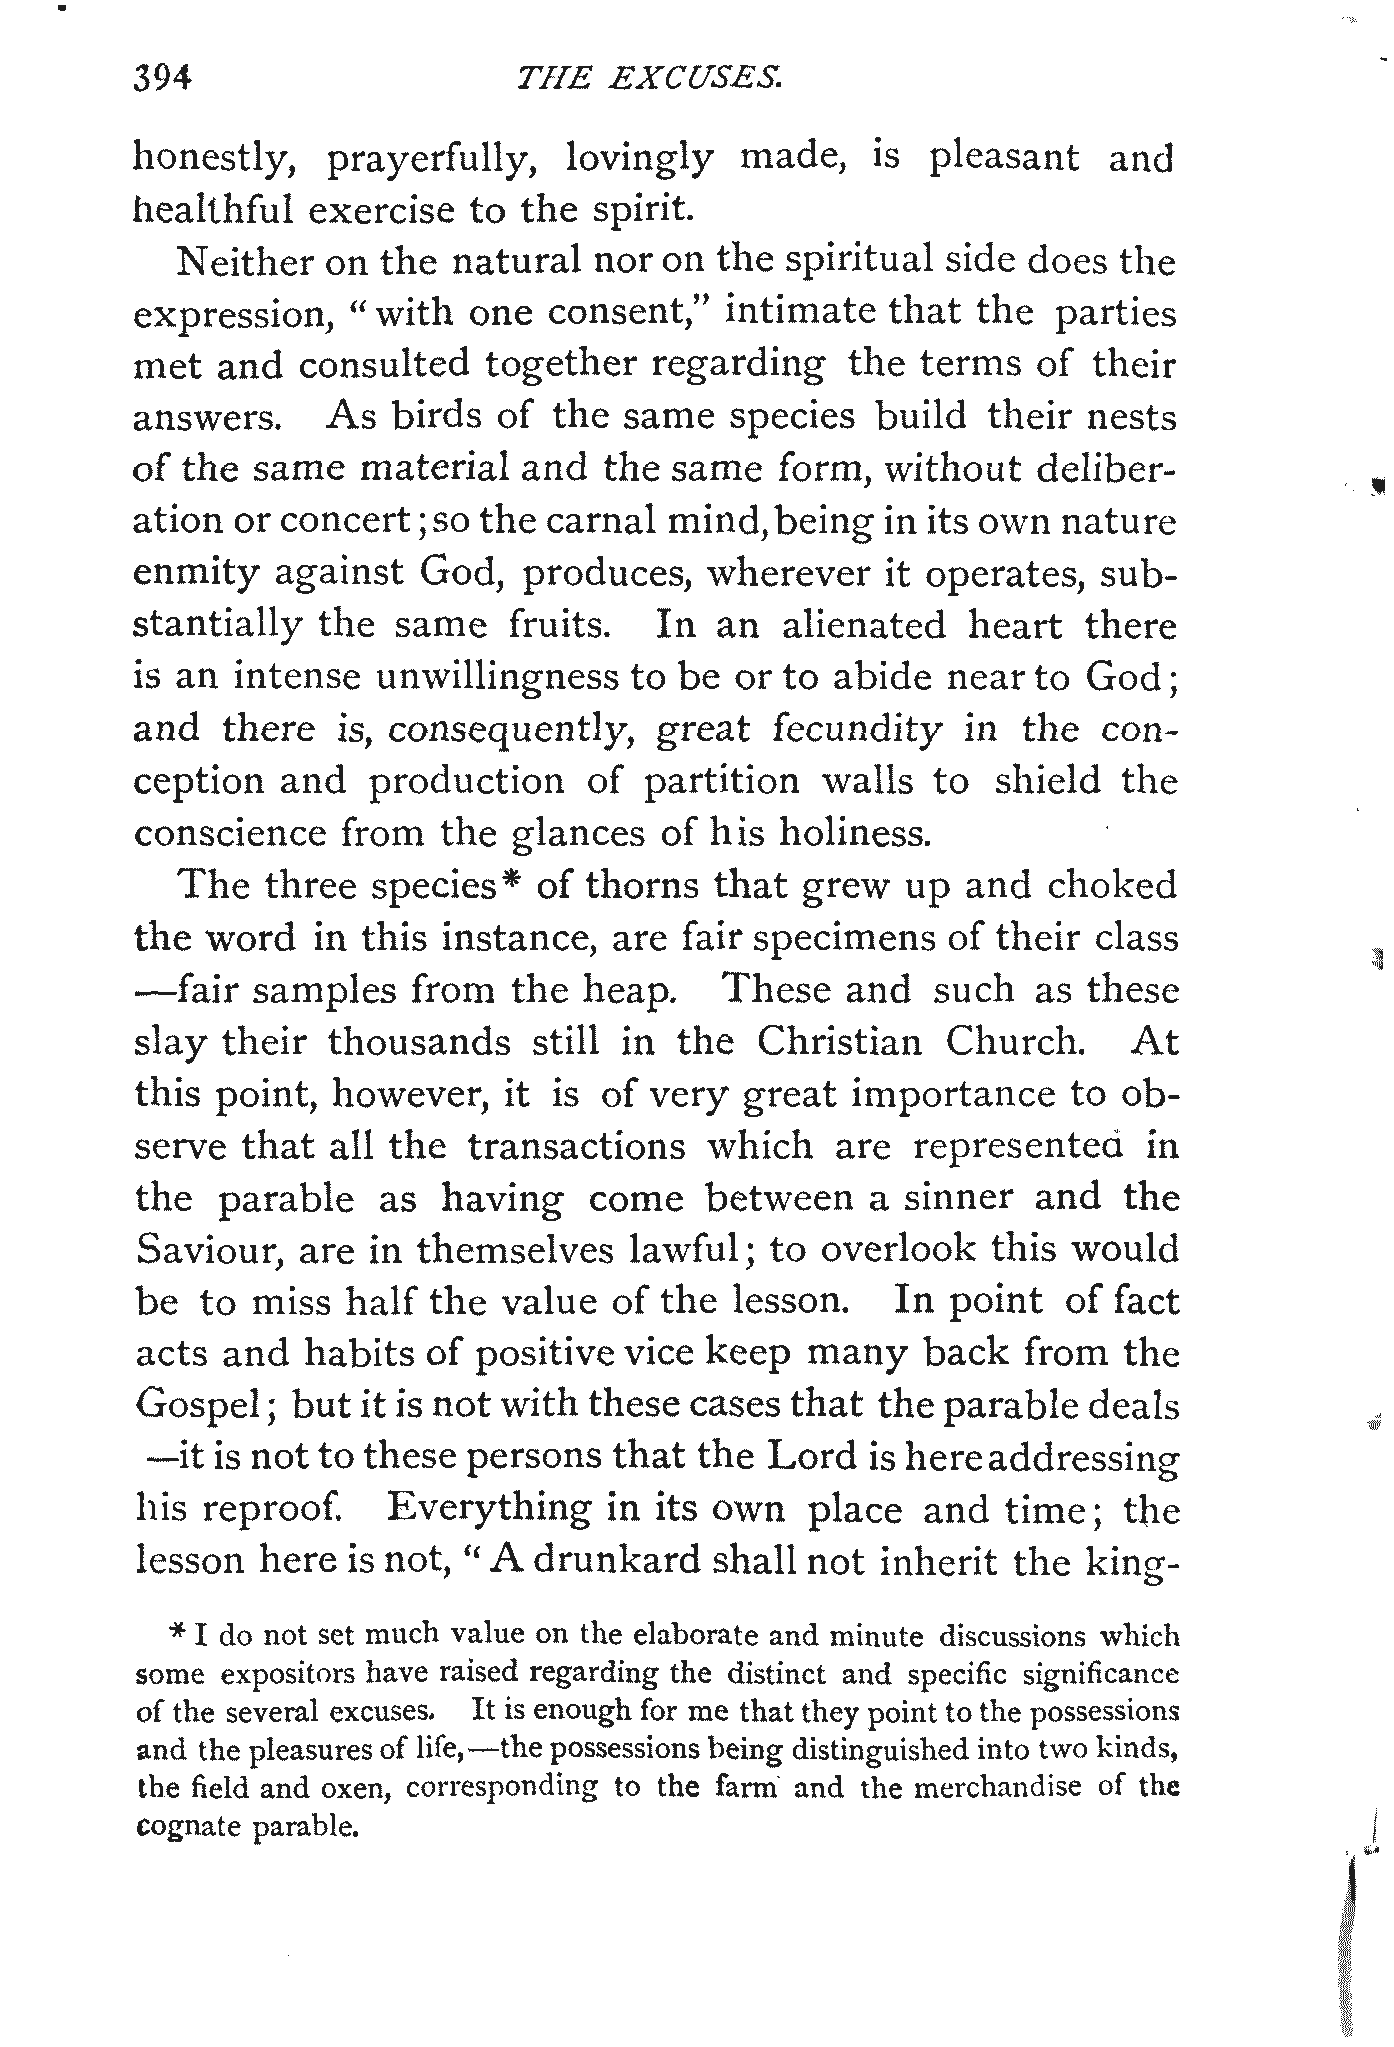 394 THE EXCUSES.
honestly, prayerfully, lovingly made, is pleasant and
healthful exercise to the spirit.
Neither on the natural nor on the spiritual side does the
expression, “ with one consent,” intimate that the parties
met and consulted together regarding the terms of their
answers. As birds of the same species build their nests
of the same material and the same form, without deliber-
ation or concert ; so the carnal mind, being in its own nature
enmity against God, produces, wherever it operates, sub-
stantially the same fruits. In an alienated heart there
is an intense unwillingness to be or to abide near to God ;
and there is, consequently, great fecundity in the con-
ception and production of partition walls to shield the
conscience from the glances of his holiness.
The three species* of thorns that grew up and choked
the word in this instance, are fair specimens of their class
—fair samples from the heap. These and such as these
slay their thousands still in the Christian Church. At
this point, however, it is of very great importance to ob-
serve that all the transactions which are represented in
the parable as having come between a sinner and the
Saviour, are in themselves lawful ; to overlook this would
be to miss half the value of the lesson. In point of fact
acts and habits of positive vice keep many back from the
Gospel ; but it is not with these cases that the parable deals
—it is not to these persons that the Lord is here addressing
his reproof. Everything in its own place and time ; the
lesson here is not, “ A drunkard shall not inherit the king-
* I do not set much value on the elaborate and minute discussions which
some expositors have raised regarding the distinct and specific significance
of the several excuses. It is enough for me that they point to the possessions
and the pleasures of life,—the possessions being distinguished into two kinds,
the field and oxen, corresponding to the farm and the merchandise of the
cognate parable.